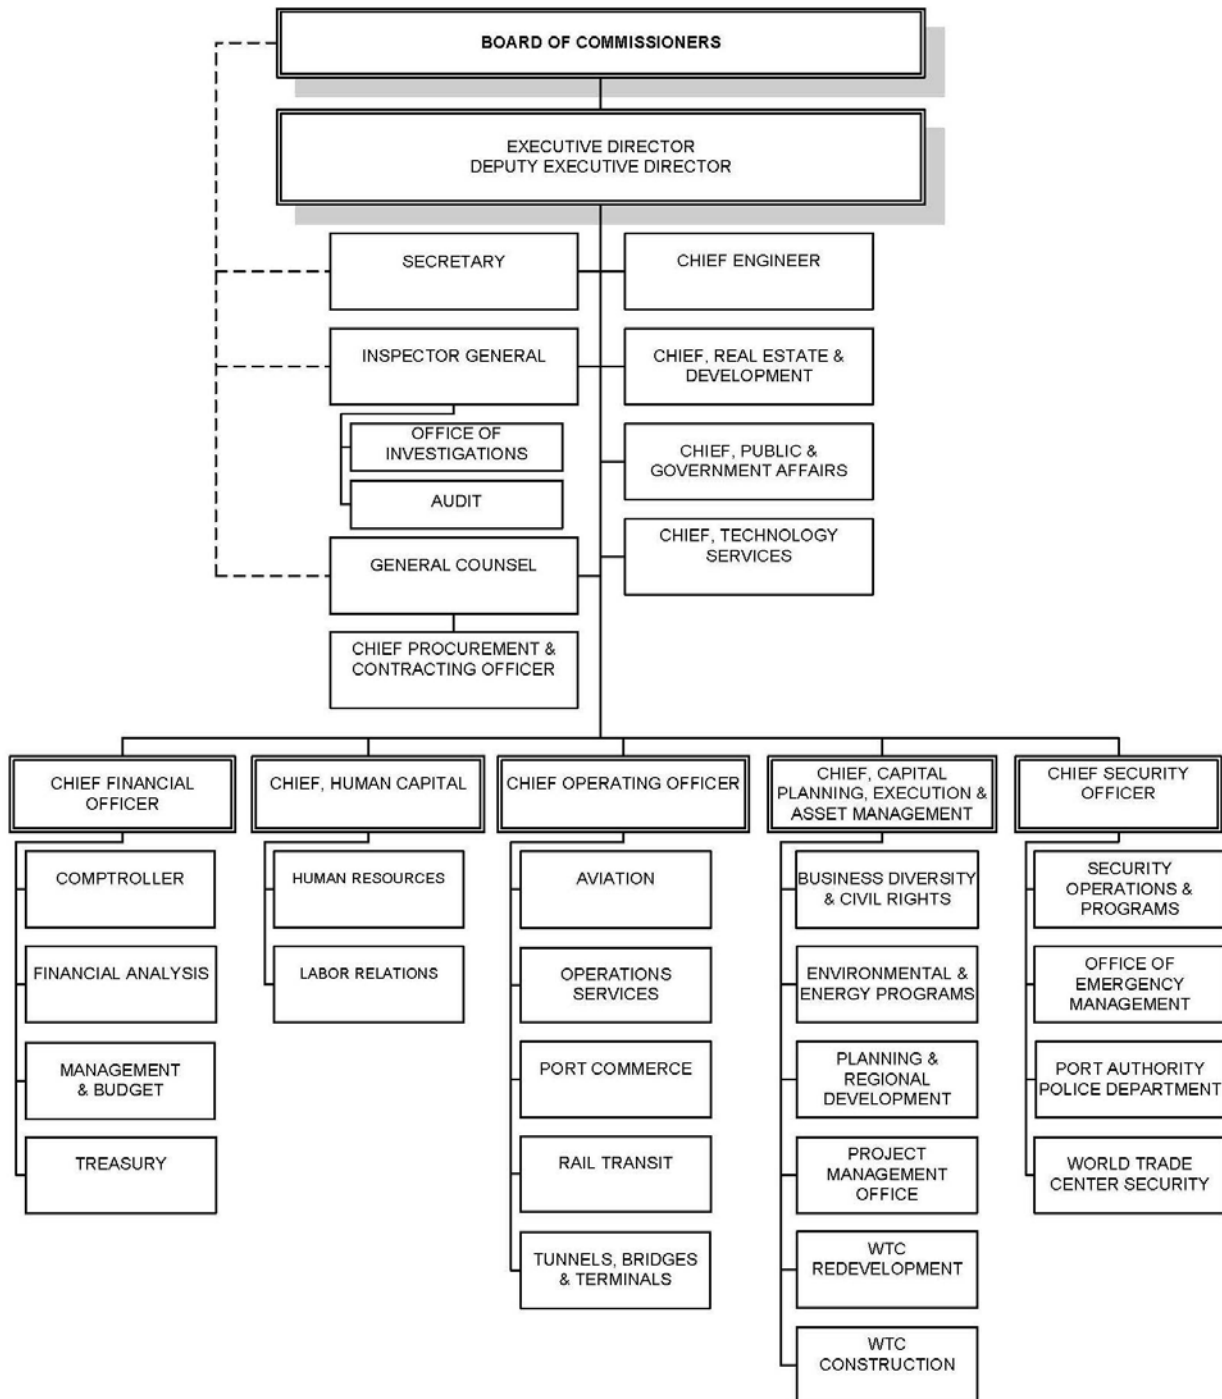 BOARD OF COMMISSIONERS
EXECUTIVE DIRECTOR
DEPUTY EXECUTIVE DIRECTOR
SECRETARY
CHIEF ENGINEER
INSPECTOR GENERAL
CHIEF, REAL ESTATE &
DEVELOPMENT
OFFICE OF
INVESTIGATIONS
AUDIT
CHIEF, PUBLIC &
GOVERNMENT AFFAIRS
CHIEF, TECHNOLOGY
SERVICES
GENERAL COUNSEL
CHIEF PROCUREMENT &
CONTRACTING OFFICER
CHIEF FINANCIAL
OFFICER
CHIEF, HUMAN CAPITAL
CHIEF OPERATING OFFICER
CHIEF, CAPITAL
PLANNING, EXECUTION &
ASSET MANAGEMENT
CHIEF SECURITY
OFFICER
COMPTROLLER
FINANCIAL ANALYSIS
MANAGEMENT
& BUDGET
TREASURY
HUMAN RESOURCES
LABOR RELATIONS
AVIATION
OPERATIONS
SERVICES
PORT COMMERCE
RAIL TRANSIT
TUNNELS, BRIDGES
& TERMINALS
BUSINESS DIVERSITY
& CIVIL RIGHTS
ENVIRONMENTAL &
ENERGY PROGRAMS
PLANNING &
REGIONAL
DEVELOPMENT
PROJECT
MANAGEMENT
OFFICE
WTC
REDEVELOPMENT
WTC
CONSTRUCTION
SECURITY
OPERATIONS &
PROGRAMS
OFFICE OF
EMERGENCY
MANAGEMENT
PORT AUTHORITY
POLICE DEPARTMENT
WORLD TRADE
CENTER SECURITY